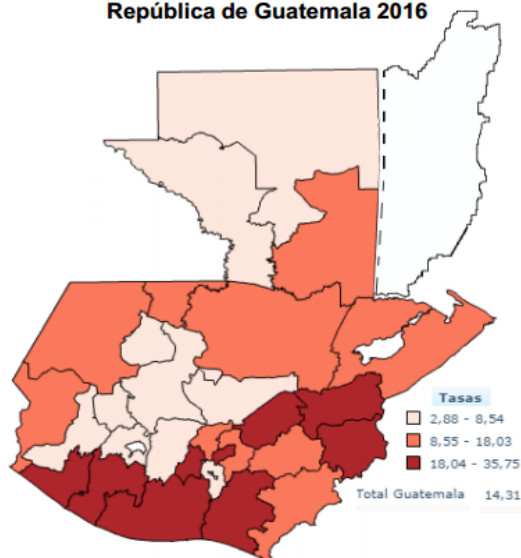 República de Guatemala 2016
Tasas
2,88 - 8,54
8,55 - 18,03
18,04 - 35,75
Total Guatemala 14,31